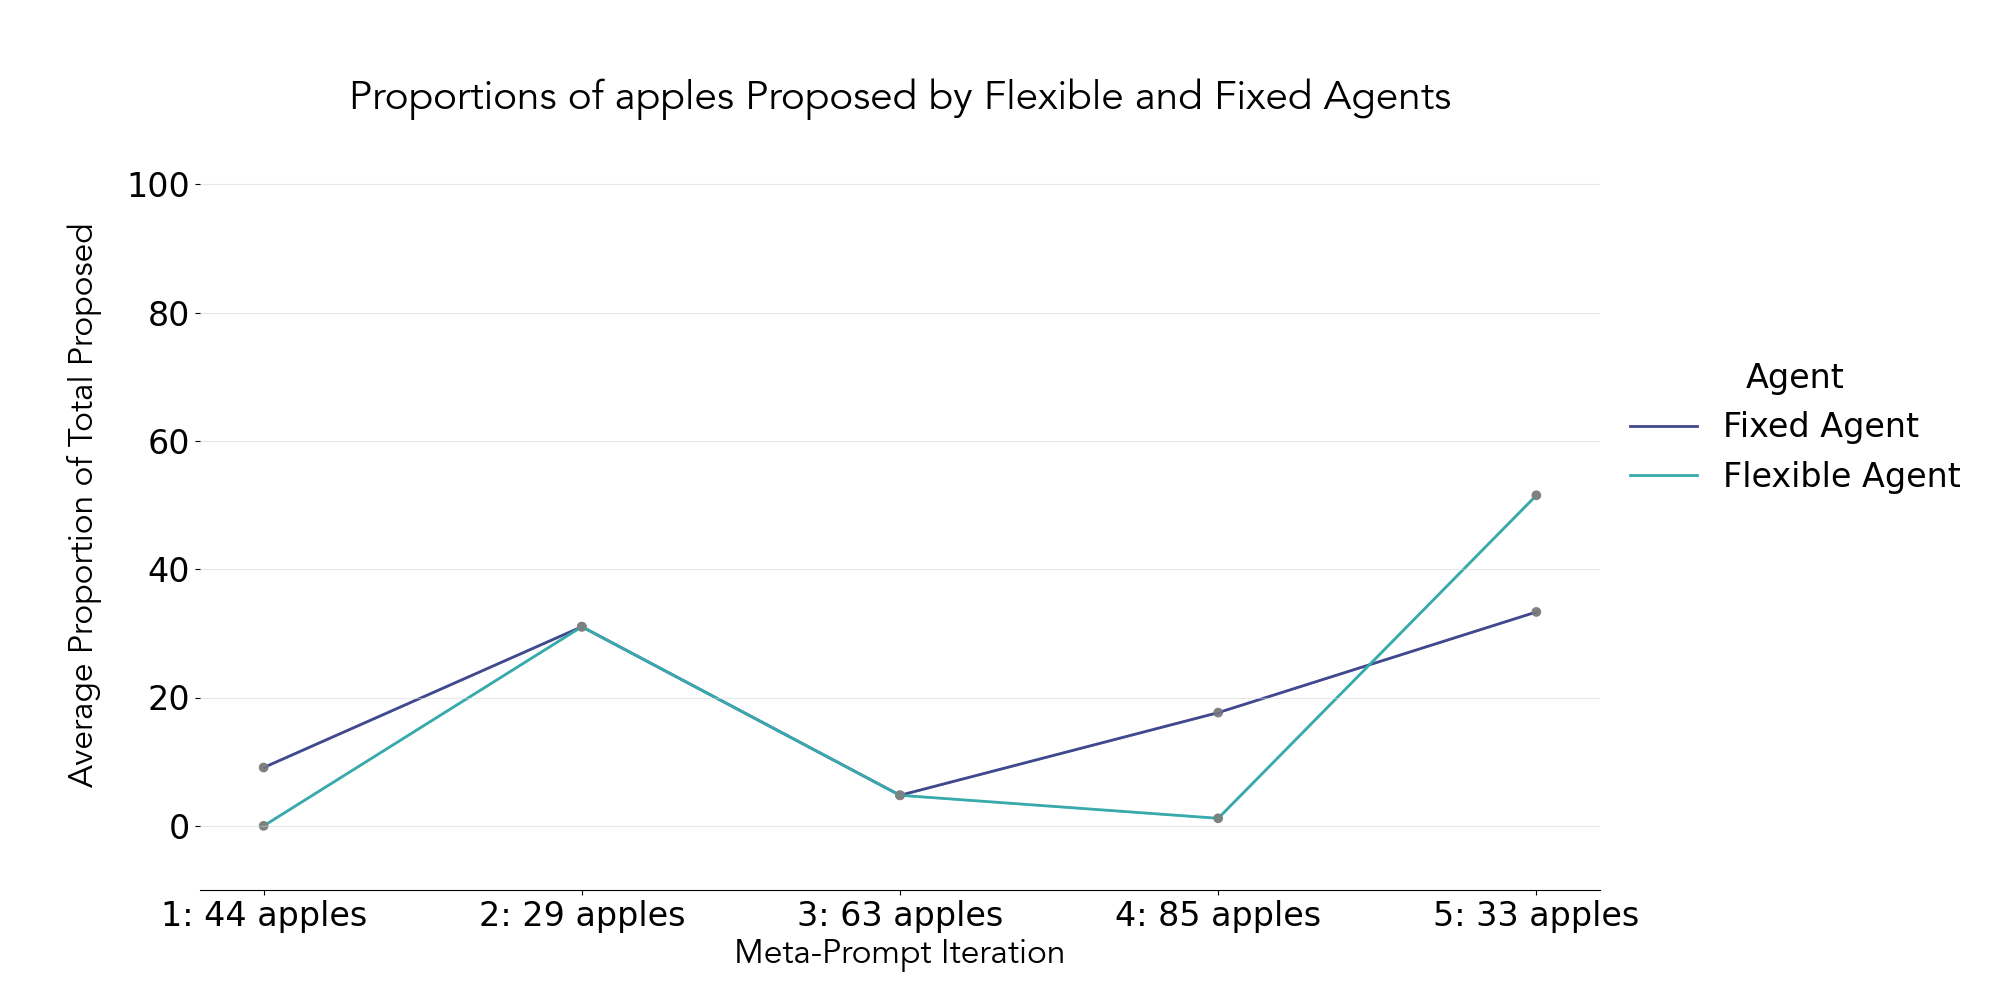 Proportions of apples Proposed by Flexible and Fixed Agents
Average Proportion of Total Proposed
100
80
60
40
20
0
1: 44 apples
2: 29 apples
3: 63 apples
4: 85 apples
5: 33 apples
Meta-Prompt Iteration
Agent
Fixed Agent
Flexible Agent